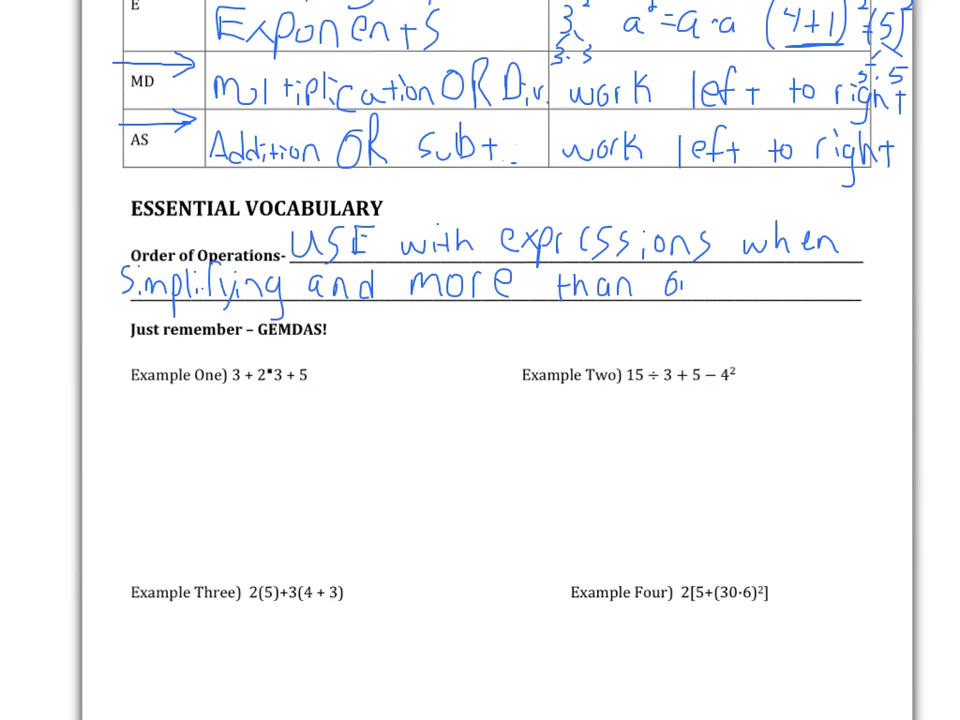 E Exponents 3² a²=a·a (4+1)² =(5)²
3·3
5·5
MD Multiplication OR Div. work left to right
AS Addition OR subt. work left to right
ESSENTIAL VOCABULARY
Order of Operations- USE with expressions when
simplifying and more than
Just remember – GEMDAS!
Example One) 3 + 2▪3 + 5 Example Two) 15 ÷ 3 + 5 − 4²
Example Three) 2(5)+3(4 + 3) Example Four) 2[5+(30·6)²]